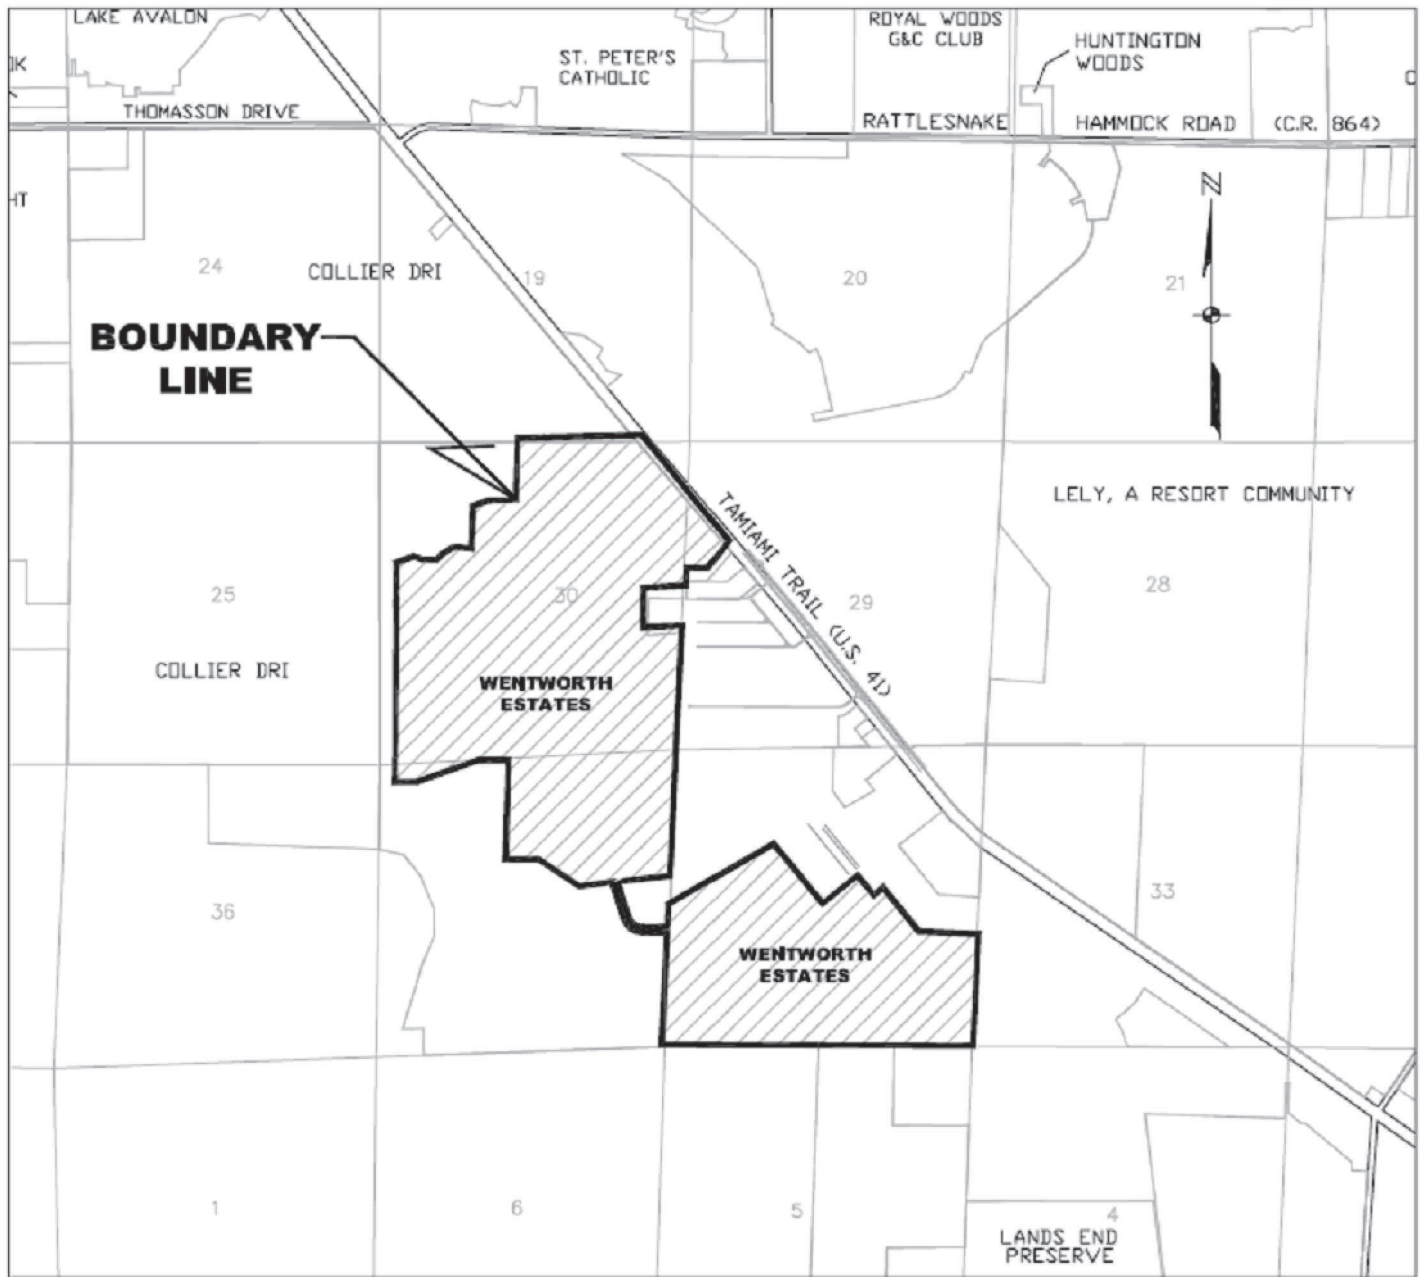 LAKE AVALON
ROYAL WOODS
G&C CLUB
HUNTINGTON
WOODS
ST. PETER'S
CATHOLIC
THOMASSON DRIVE
RATTLESNAKE HAMMOCK ROAD (C.R. 864)
N
24
COLLIER DRI
19
20
21
BOUNDARY
LINE
LELY, A RESORT COMMUNITY
TAMIAMI TRAIL (U.S. 41)
25
30
29
28
COLLIER DRI
WENTWORTH
ESTATES
36
33
WENTWORTH
ESTATES
1
6
5
4
LANDS END
PRESERVE